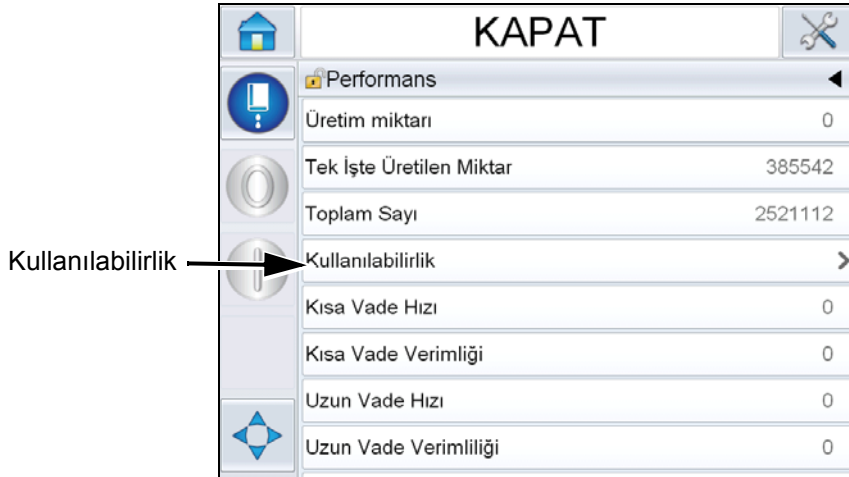 KAPAT
Performans
Üretim miktarı 0
Tek İşte Üretilen Miktar 385542
Toplam Sayı 2521112
Kullanılabilirlik
Kullanılabilirlik
Kısa Vade Hızı 0
Kısa Vade Verimliği 0
Uzun Vade Hızı 0
Uzun Vade Verimliliği 0